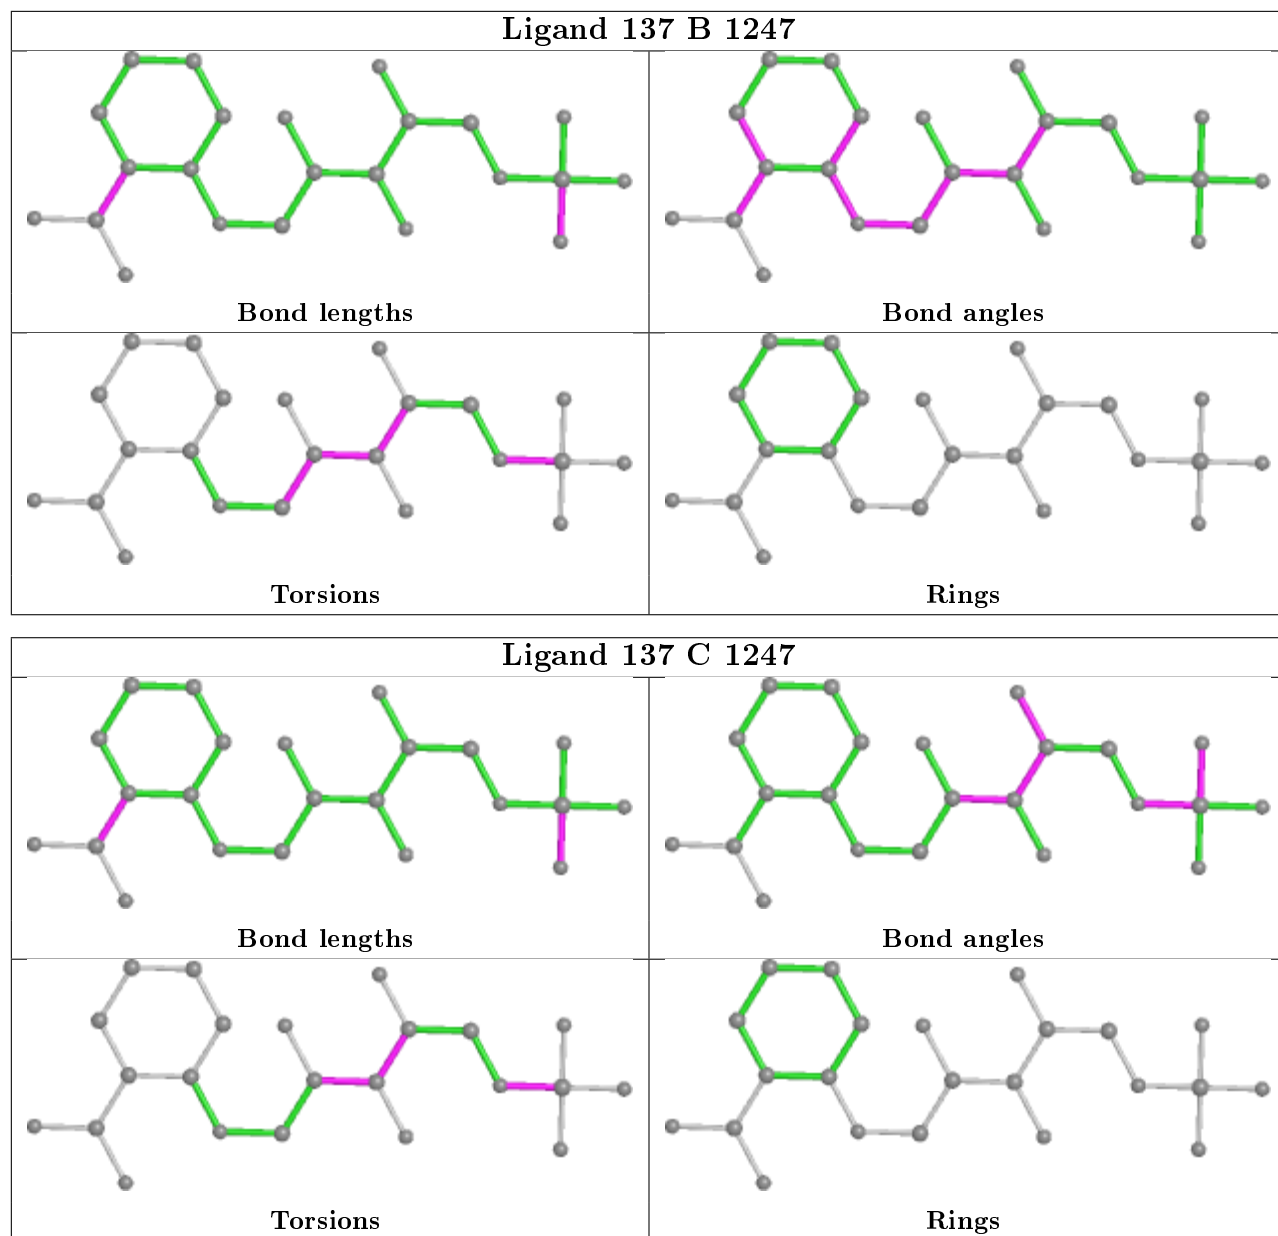 Ligand 137 B 1247
Bond lengths
Bond angles
Torsions
Rings
Ligand 137 C 1247
Bond lengths
Bond angles
Torsions
Rings